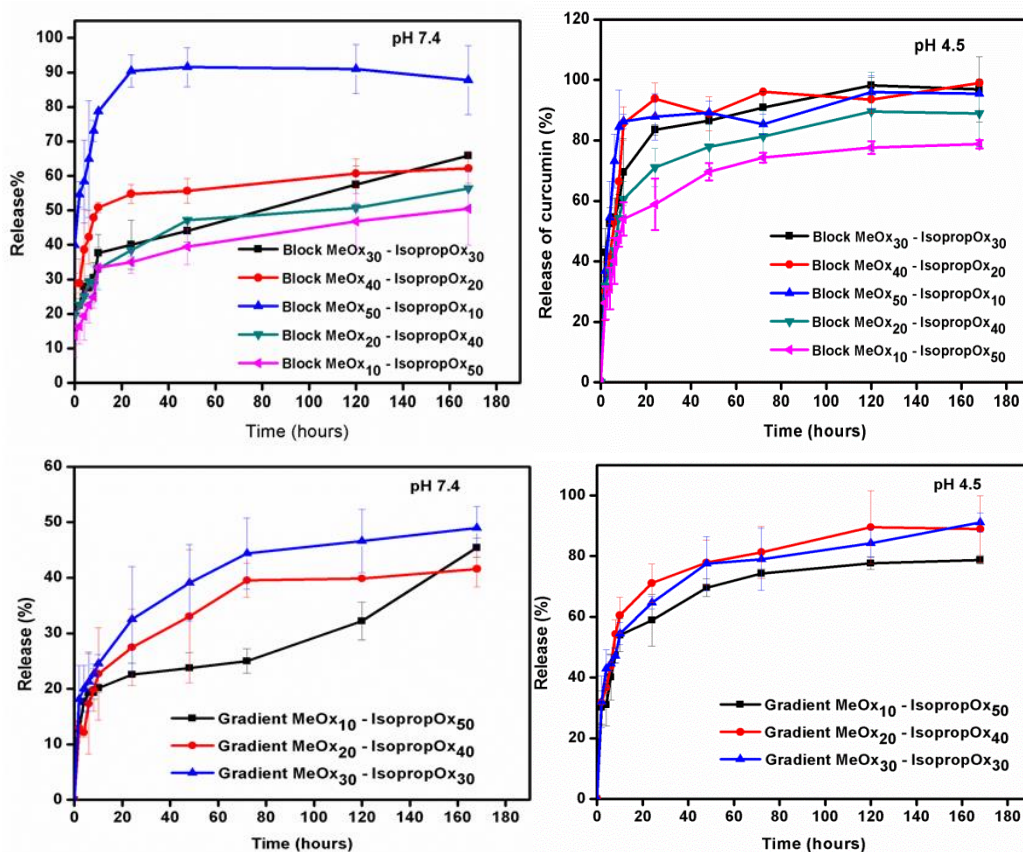 pH 7.4
Release%
100
90
80
70
60
50
40
30
20
10
0
Block MeOx30 - IsopropOx30
Block MeOx40 - IsopropOx20
Block MeOx50 - IsopropOx10
Block MeOx20 - IsopropOx40
Block MeOx10 - IsopropOx50
0 20 40 60 80 100 120 140 160 180
Time (hours)
pH 4.5
Release of curcumin (%)
120
100
80
60
40
20
0
Block MeOx30 - IsopropOx30
Block MeOx40 - IsopropOx20
Block MeOx50 - IsopropOx10
Block MeOx20 - IsopropOx40
Block MeOx10 - IsopropOx50
0 20 40 60 80 100 120 140 160 180
Time (hours)
pH 7.4
Release (%)
60
50
40
30
20
10
0
Gradient MeOx10 - IsopropOx50
Gradient MeOx20 - IsopropOx40
Gradient MeOx30 - IsopropOx30
0 20 40 60 80 100 120 140 160 180
Time (hours)
pH 4.5
Release (%)
100
80
60
40
20
0
Gradient MeOx10 - IsopropOx50
Gradient MeOx20 - IsopropOx40
Gradient MeOx30 - IsopropOx30
0 20 40 60 80 100 120 140 160 180
Time (hours)